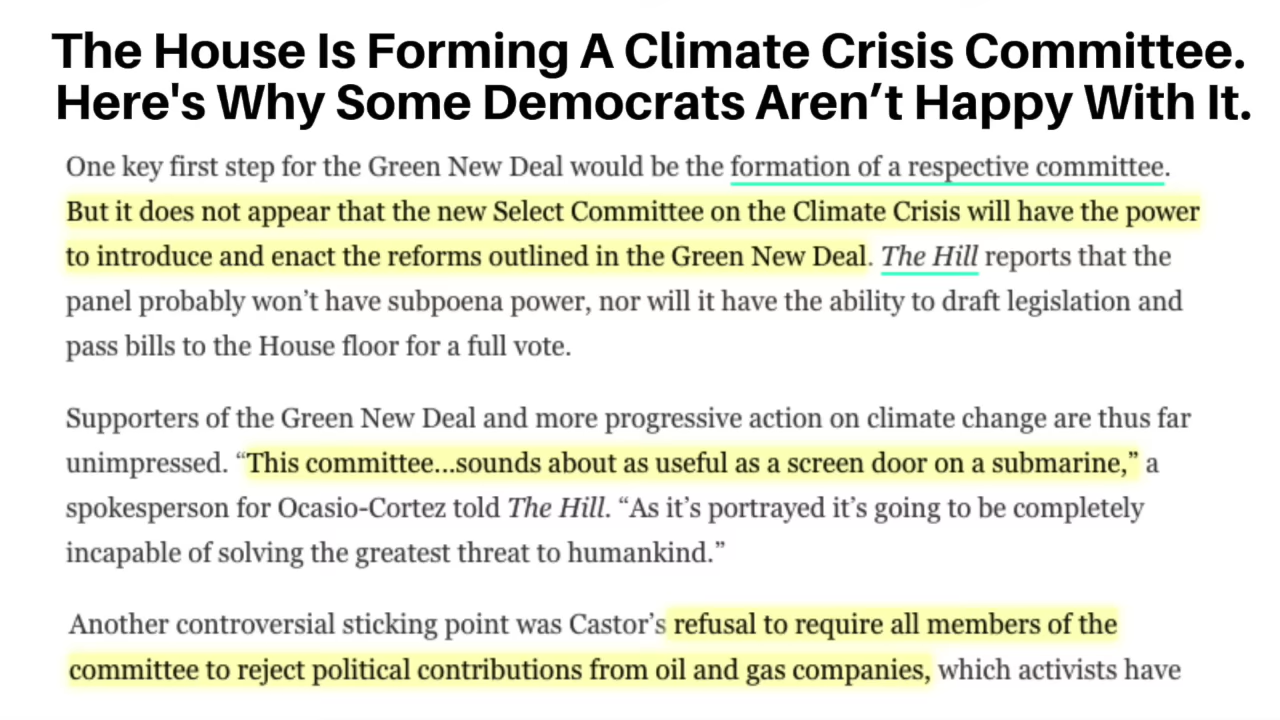 The House Is Forming A Climate Crisis Committee.
Here's Why Some Democrats Aren’t Happy With It.
One key first step for the Green New Deal would be the formation of a respective committee.
But it does not appear that the new Select Committee on the Climate Crisis will have the power
to introduce and enact the reforms outlined in the Green New Deal. The Hill reports that the
panel probably won’t have subpoena power, nor will it have the ability to draft legislation and
pass bills to the House floor for a full vote.
Supporters of the Green New Deal and more progressive action on climate change are thus far
unimpressed. “This committee...sounds about as useful as a screen door on a submarine,” a
spokesperson for Ocasio-Cortez told The Hill. “As it’s portrayed it’s going to be completely
incapable of solving the greatest threat to humankind.”
Another controversial sticking point was Castor’s refusal to require all members of the
committee to reject political contributions from oil and gas companies, which activists have